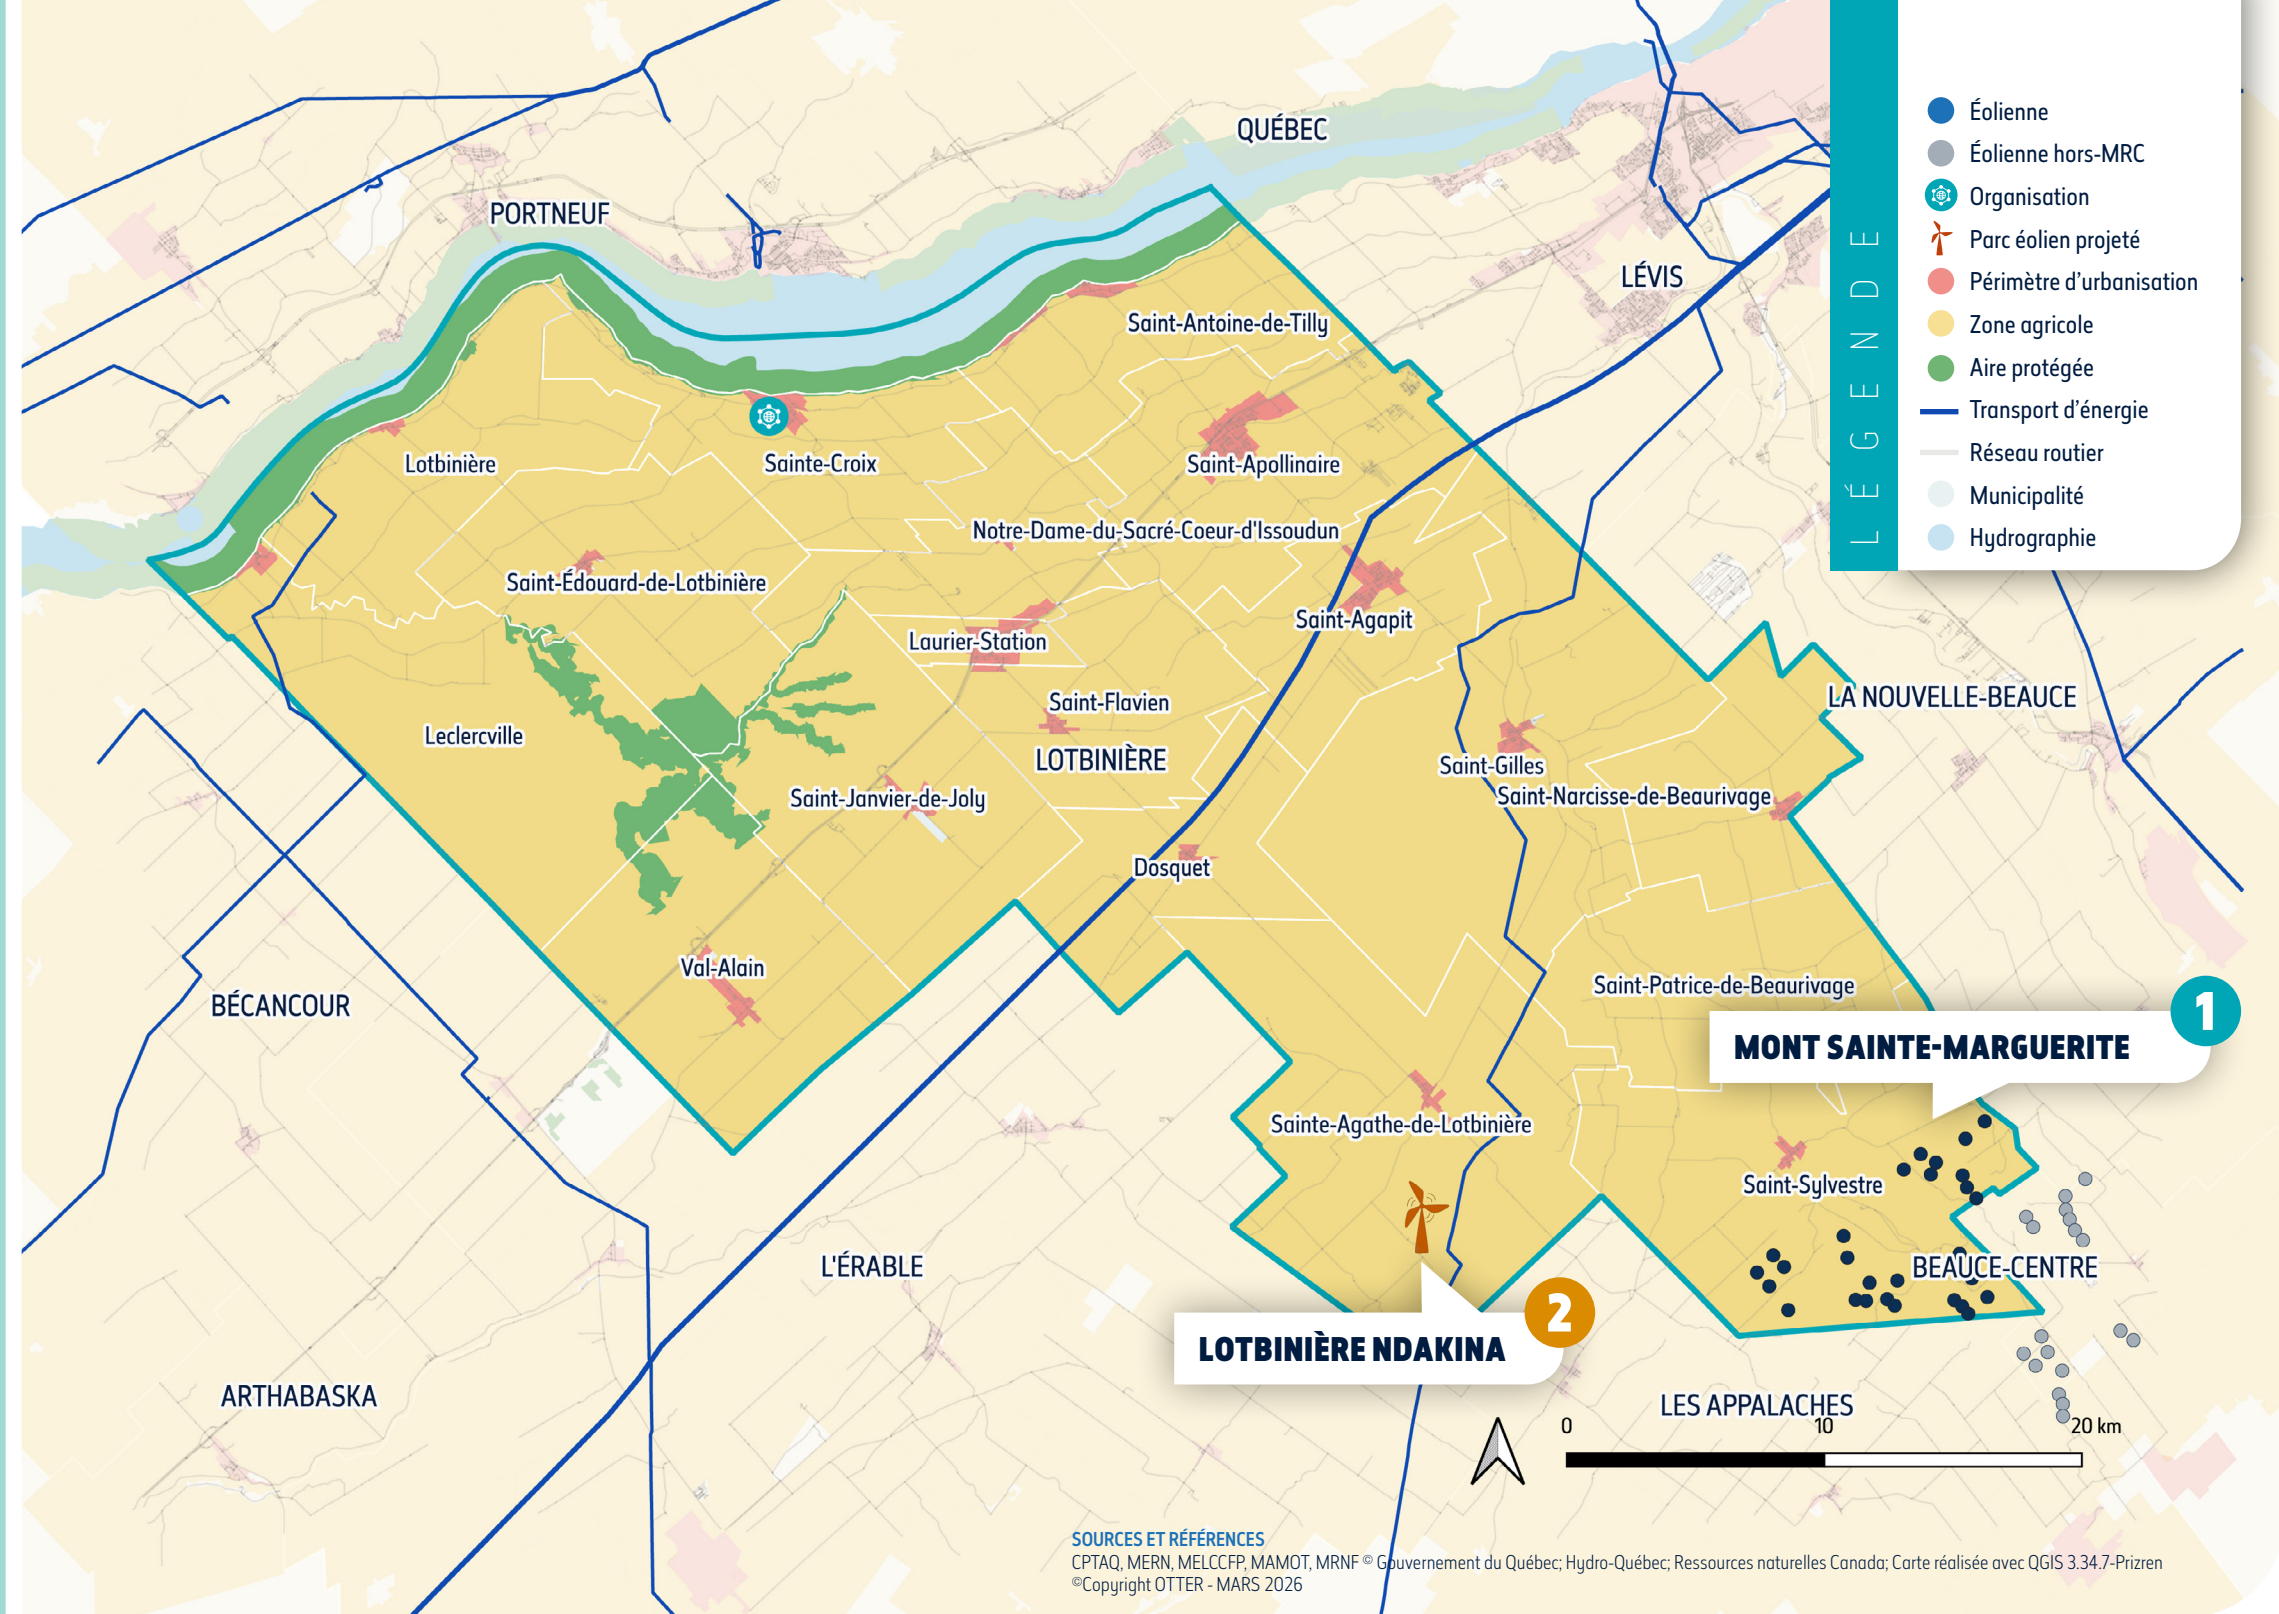 QUÉBEC
PORTNEUF
LÉVIS
LÉGENDE
Éolienne
Éolienne hors-MRC
Organisation
Parc éolien projeté
Périmètre d'urbanisation
Zone agricole
Aire protégée
Transport d'énergie
Réseau routier
Municipalité
Hydrographie
Saint-Antoine-de-Tilly
Lotbinière
Sainte-Croix
Saint-Apollinaire
Notre-Dame-du-Sacré-Coeur-d'Issoudun
Saint-Édouard-de-Lotbinière
Saint-Agapit
Laurier-Station
Saint-Flavien
LA NOUVELLE-BEAUCE
Leclercville
LOTBINIÈRE
Saint-Gilles
Saint-Janvier-de-Joly
Saint-Narcisse-de-Beaurivage
Dosquet
Val-Alain
Saint-Patrice-de-Beaurivage
BÉCANCOUR
1
MONT SAINTE-MARGUERITE
Sainte-Agathe-de-Lotbinière
Saint-Sylvestre
L'ÉRABLE
BEAUCE-CENTRE
2
LOTBINIÈRE NDAKINA
ARTHABASKA
LES APPALACHES
0 10 20 km
SOURCES ET RÉFÉRENCES
CPTAQ, MERN, MELCCFP, MAMOT, MRNF © Gouvernement du Québec; Hydro-Québec; Ressources naturelles Canada; Carte réalisée avec QGIS 3.34.7-Prizren
©Copyright OTTER - MARS 2026